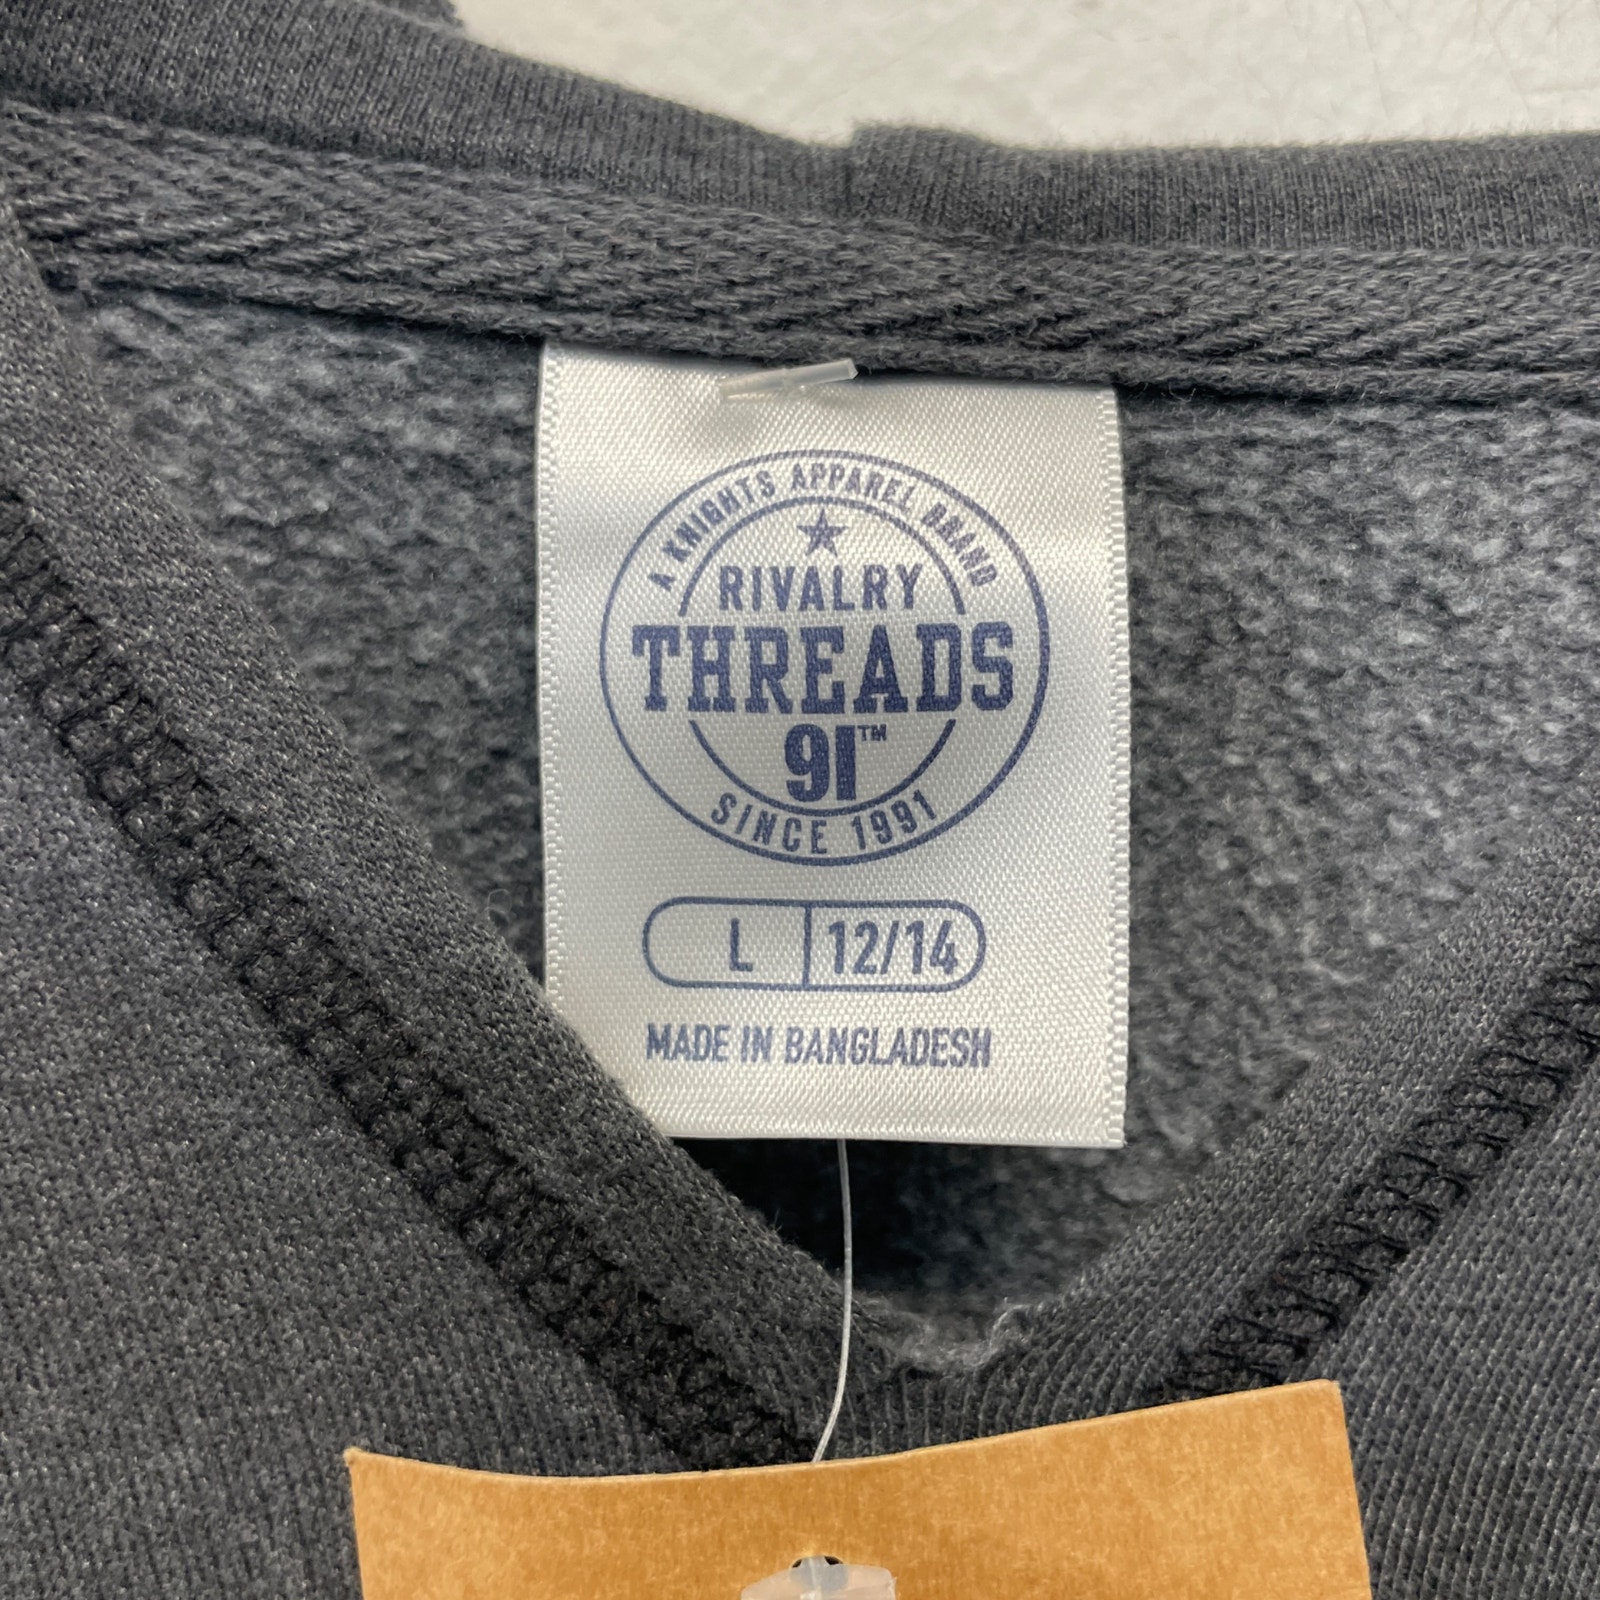 A KNIGHTS APPAREL BRAND
RIVALRY
THREADS
91™
SINCE 1991
L 12/14
MADE IN BANGLADESH